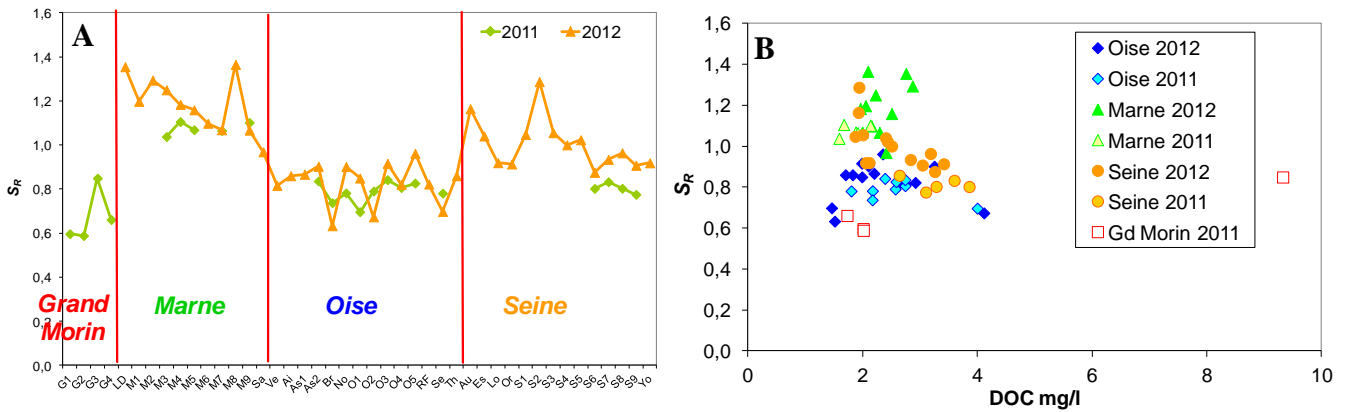 A
2011
2012
1,6
1,4
1,2
1,0
0,8
0,6
0,4
0,2
0,0
S_R
Grand
Morin
Marne
Oise
Seine
G1 G2 G3 G4 LD M1 M2 M3 M4 M5 M6 M7 M8 M9 Sa Ve Ai As1 As2 Br No O1 O2 O3 O4 O5 RF Se Th Au Es Lo Or S1 S2 S3 S4 S5 S6 S7 S8 S9 Yo
B
Oise 2012
Oise 2011
Marne 2012
Marne 2011
Seine 2012
Seine 2011
Gd Morin 2011
1,6
1,4
1,2
1,0
0,8
0,6
0,4
0,2
0,0
S_R
0 2 4 6 8 10
DOC mg/l